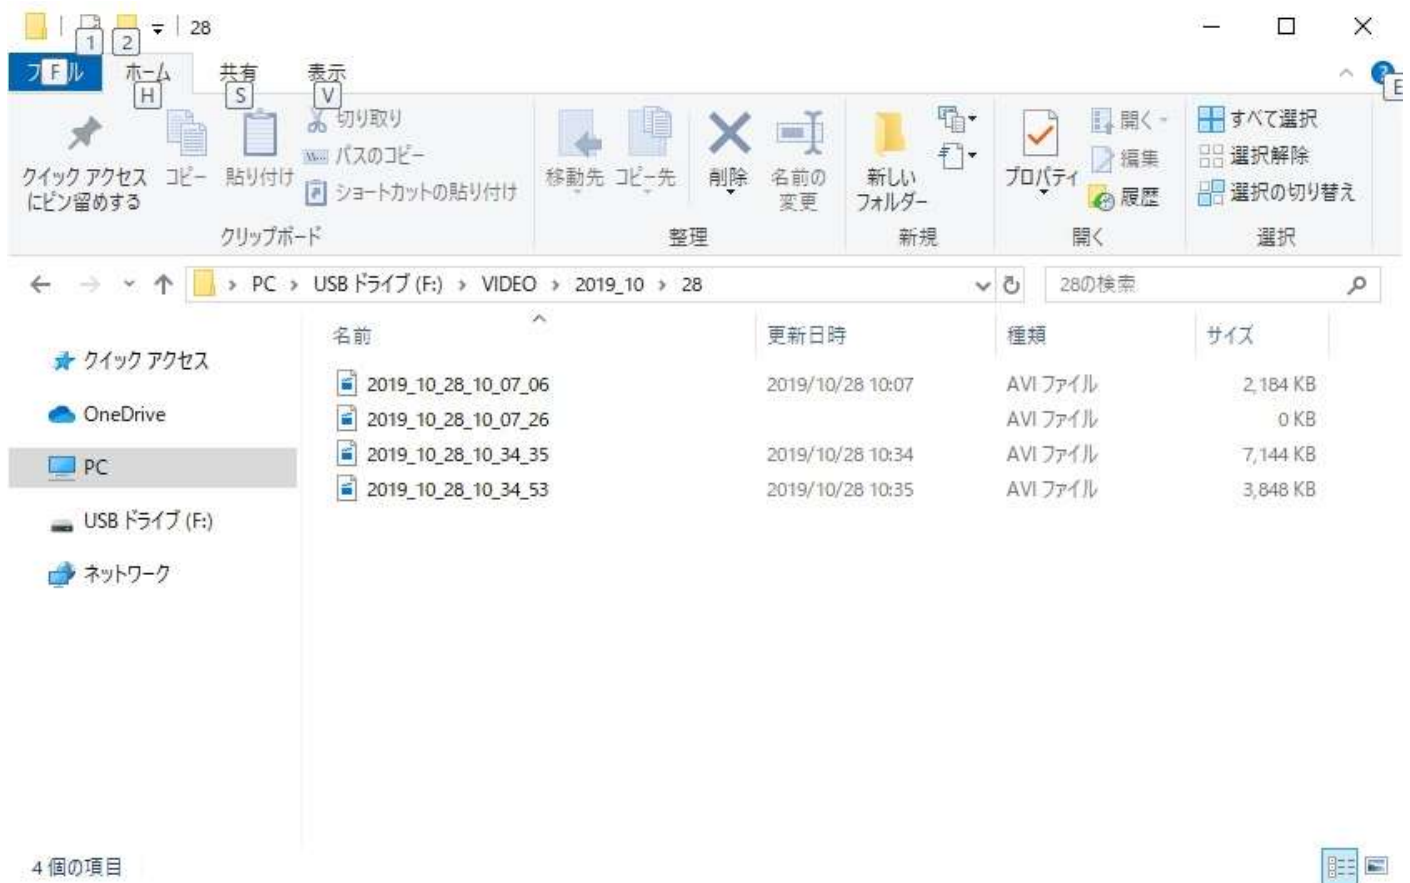 1 2 28
ファイル ホーム 共有 表示
F H S V E
クイック アクセス
にピン留めする
コピー
貼り付け
切り取り
パスのコピー
ショートカットの貼り付け
クリップボード
移動先
コピー先
削除
名前の
変更
整理
新しい
フォルダー
新規
プロパティ
開く
編集
履歴
開く
すべて選択
選択解除
選択の切り替え
選択
PC › USB ドライブ (F:) › VIDEO › 2019_10 › 28
28の検索
クイック アクセス
OneDrive
PC
USB ドライブ (F:)
ネットワーク
名前 更新日時 種類 サイズ
2019_10_28_10_07_06 2019/10/28 10:07 AVI ファイル 2,184 KB
2019_10_28_10_07_26 AVI ファイル 0 KB
2019_10_28_10_34_35 2019/10/28 10:34 AVI ファイル 7,144 KB
2019_10_28_10_34_53 2019/10/28 10:35 AVI ファイル 3,848 KB
4 個の項目